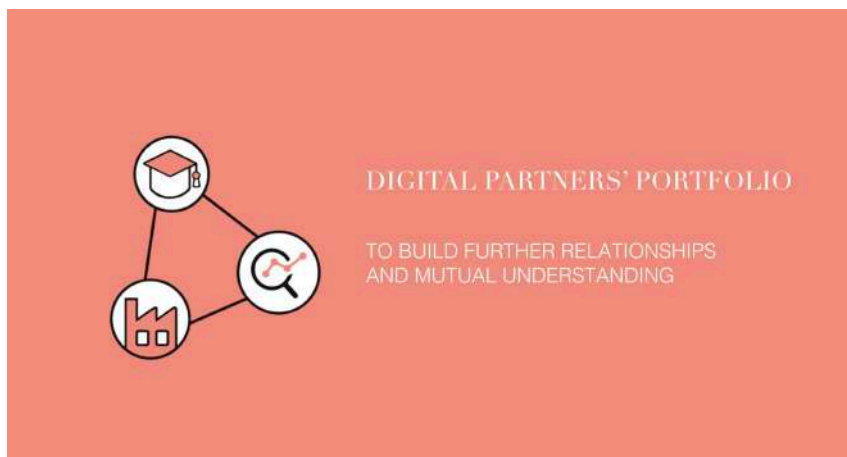 DIGITAL PARTNERS’ PORTFOLIO
TO BUILD FURTHER RELATIONSHIPS
AND MUTUAL UNDERSTANDING